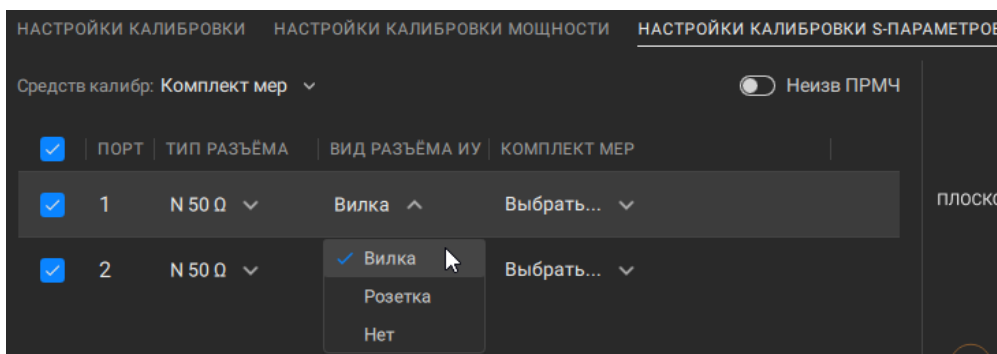 НАСТРОЙКИ КАЛИБРОВКИ НАСТРОЙКИ КАЛИБРОВКИ МОЩНОСТИ НАСТРОЙКИ КАЛИБРОВКИ S-ПАРАМЕТРОВ
Средств калибр: Комплект мер Неизв ПРМЧ
ПОРТ ТИП РАЗЪЁМА ВИД РАЗЪЁМА ИУ КОМПЛЕКТ МЕР
1 N 50 Ω Вилка Выбрать...
ПЛОСКО
Вилка
2 N 50 Ω Выбрать...
Розетка
Нет